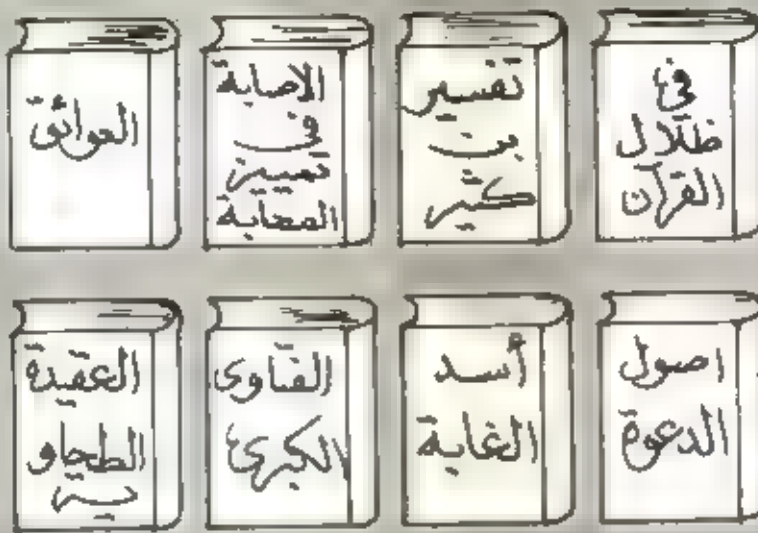 في
ظلال
القرآن
تفسير
بن
كثير
الاصابة
في
تمييز
الصحابة
العوائق
اصول
الدعوة
أسد
الغابة
الفتاوى
الكبرى
العقيدة
الطحاو
ية